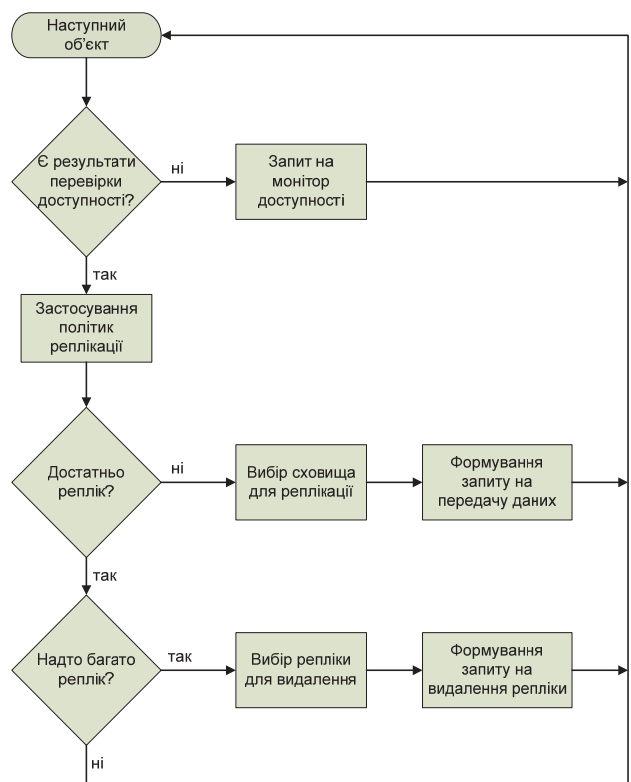 Наступний
об'єкт
Є результати
перевірки
доступності?
ні
Запит на
монітор
доступності
так
Застосування
політик
реплікації
Достатньо
реплік?
ні
Вибір сховища
для реплікації
Формування
запиту на
передачу даних
так
Надто багато
реплік?
так
Вибір репліки
для видалення
Формування
запиту на
видалення репліки
ні